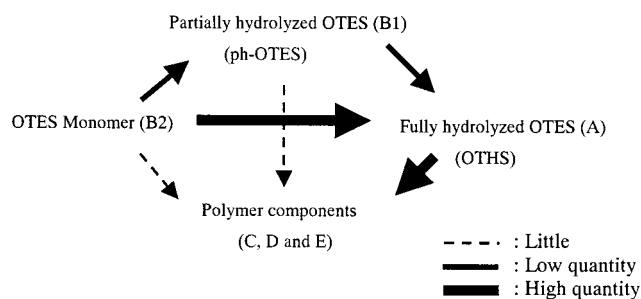 Partially hydrolyzed OTES (B1)
(ph-OTES)
OTES Monomer (B2)
Fully hydrolyzed OTES (A)
(OTHS)
Polymer components
(C, D and E)
: Little
: Low quantity
: High quantity